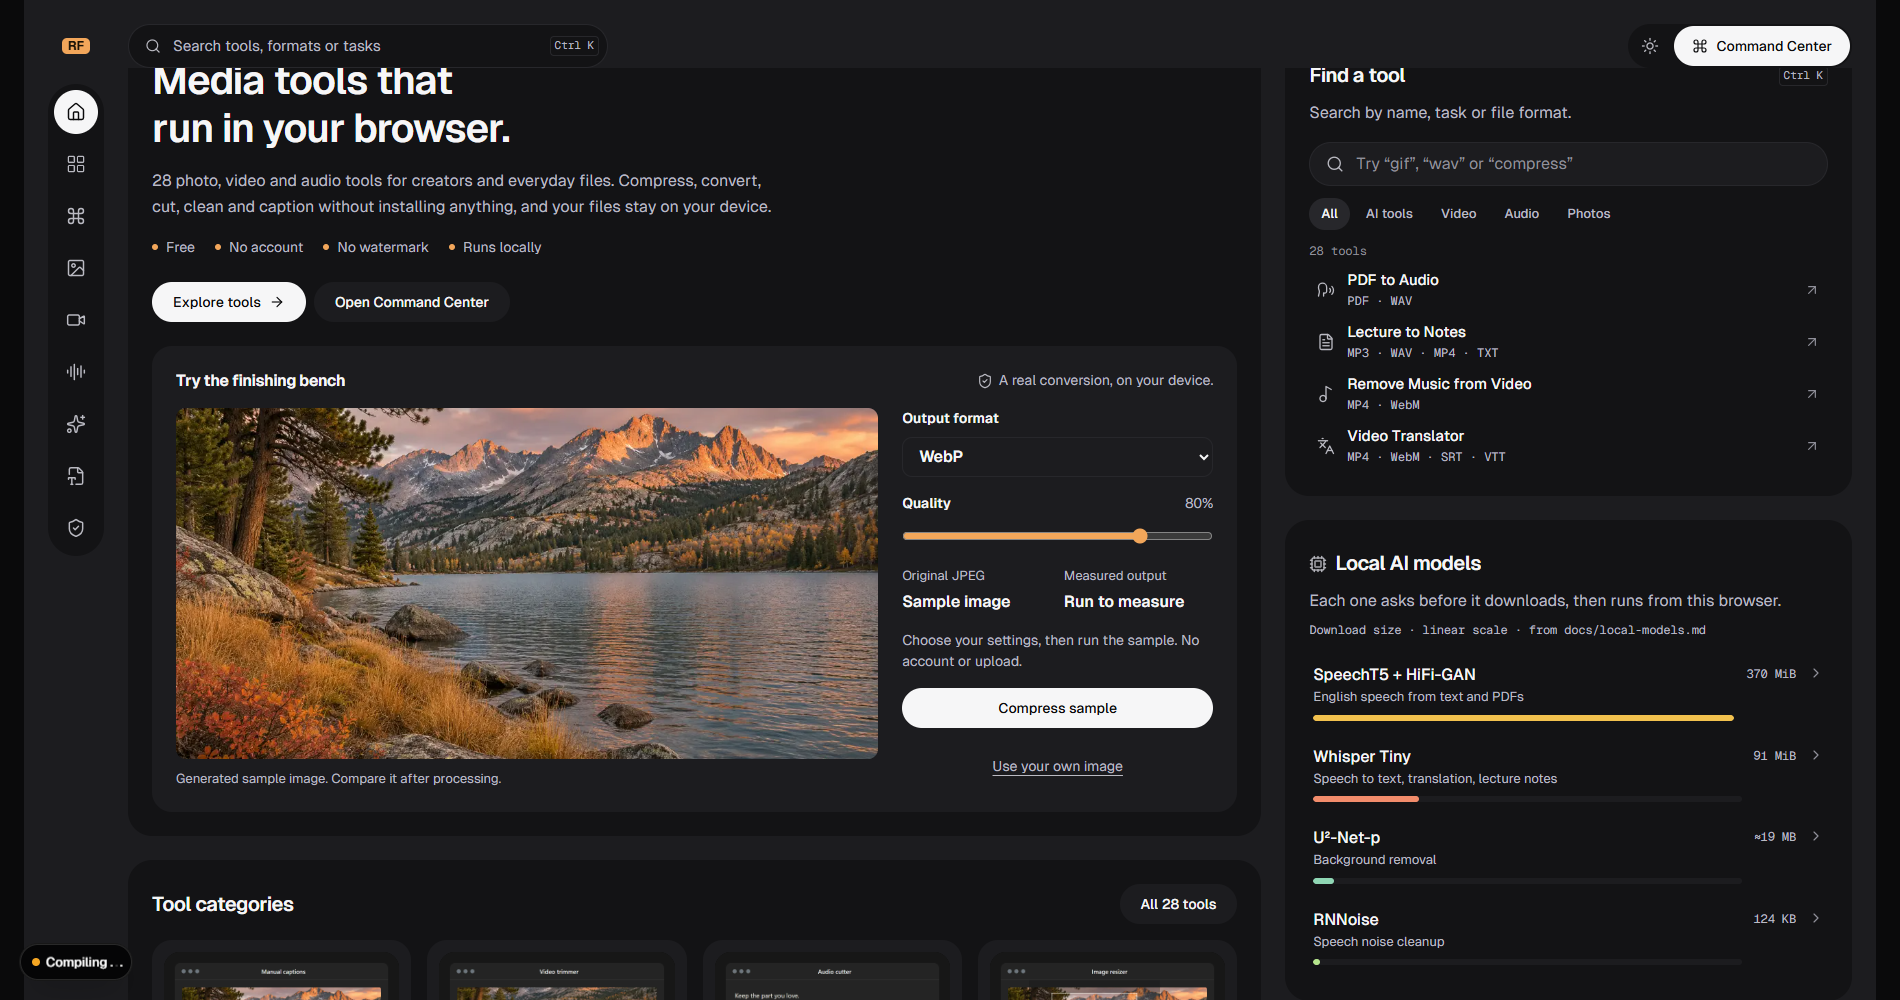 RF
Search tools, formats or tasks
Ctrl K
Command Center
Media tools that
run in your browser.
28 photo, video and audio tools for creators and everyday files. Compress, convert,
cut, clean and caption without installing anything, and your files stay on your device.
Free
No account
No watermark
Runs locally
Explore tools
Open Command Center
Try the finishing bench
A real conversion, on your device.
Output format
WebP
Quality
80%
Original JPEG
Measured output
Sample image
Run to measure
Choose your settings, then run the sample. No
account or upload.
Compress sample
Use your own image
Generated sample image. Compare it after processing.
Tool categories
All 28 tools
Manual captions
Video trimmer
Audio cutter
Keep the part you love.
Image resizer
Compiling...
Find a tool
Ctrl K
Search by name, task or file format.
Try “gif”, “wav” or “compress”
All
AI tools
Video
Audio
Photos
28 tools
PDF to Audio
PDF · WAV
Lecture to Notes
MP3 · WAV · MP4 · TXT
Remove Music from Video
MP4 · WebM
Video Translator
MP4 · WebM · SRT · VTT
Local AI models
Each one asks before it downloads, then runs from this browser.
Download size · linear scale · from docs/local-models.md
SpeechT5 + HiFi-GAN
370 MiB
English speech from text and PDFs
Whisper Tiny
91 MiB
Speech to text, translation, lecture notes
U²-Net-p
≈19 MB
Background removal
RNNoise
124 KB
Speech noise cleanup